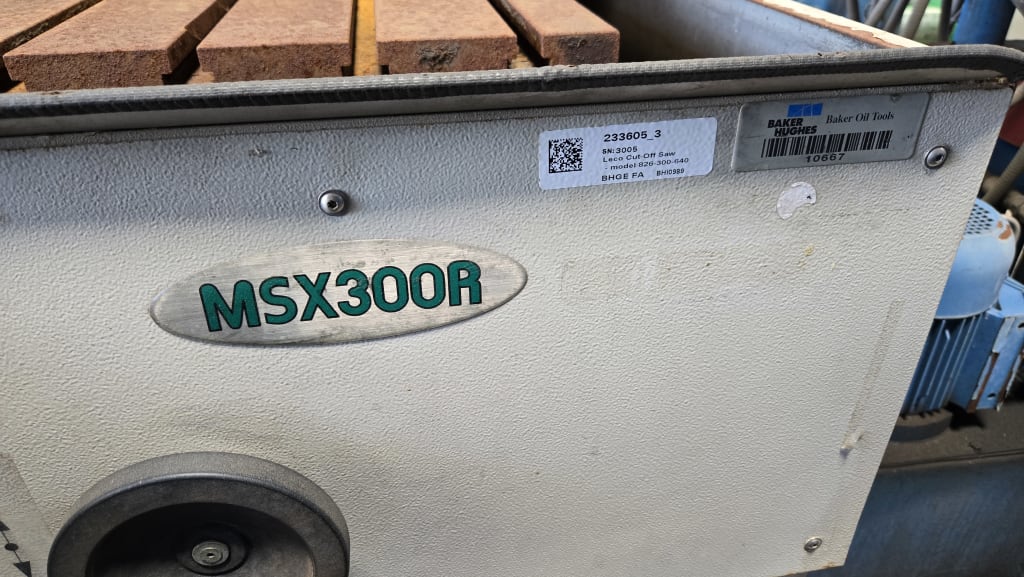 233605_3
SN:3005
Leco Cut-Off Saw
- model 826-300-640
BHGE FA BHI0989
BAKER
HUGHES
Baker Oil Tools
10667
MSX300R